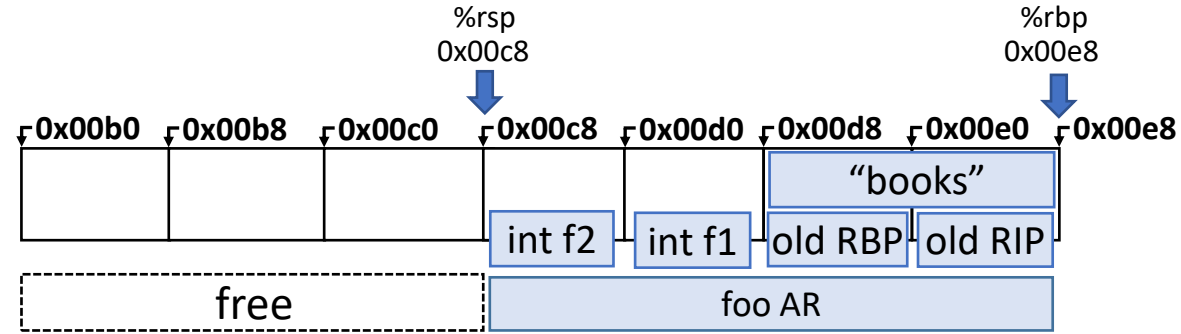 %rsp
0x00c8
%rbp
0x00e8
0x00b0 0x00b8 0x00c0 0x00c8 0x00d0 0x00d8 0x00e0 0x00e8
“books”
int f2 int f1 old RBP old RIP
free foo AR